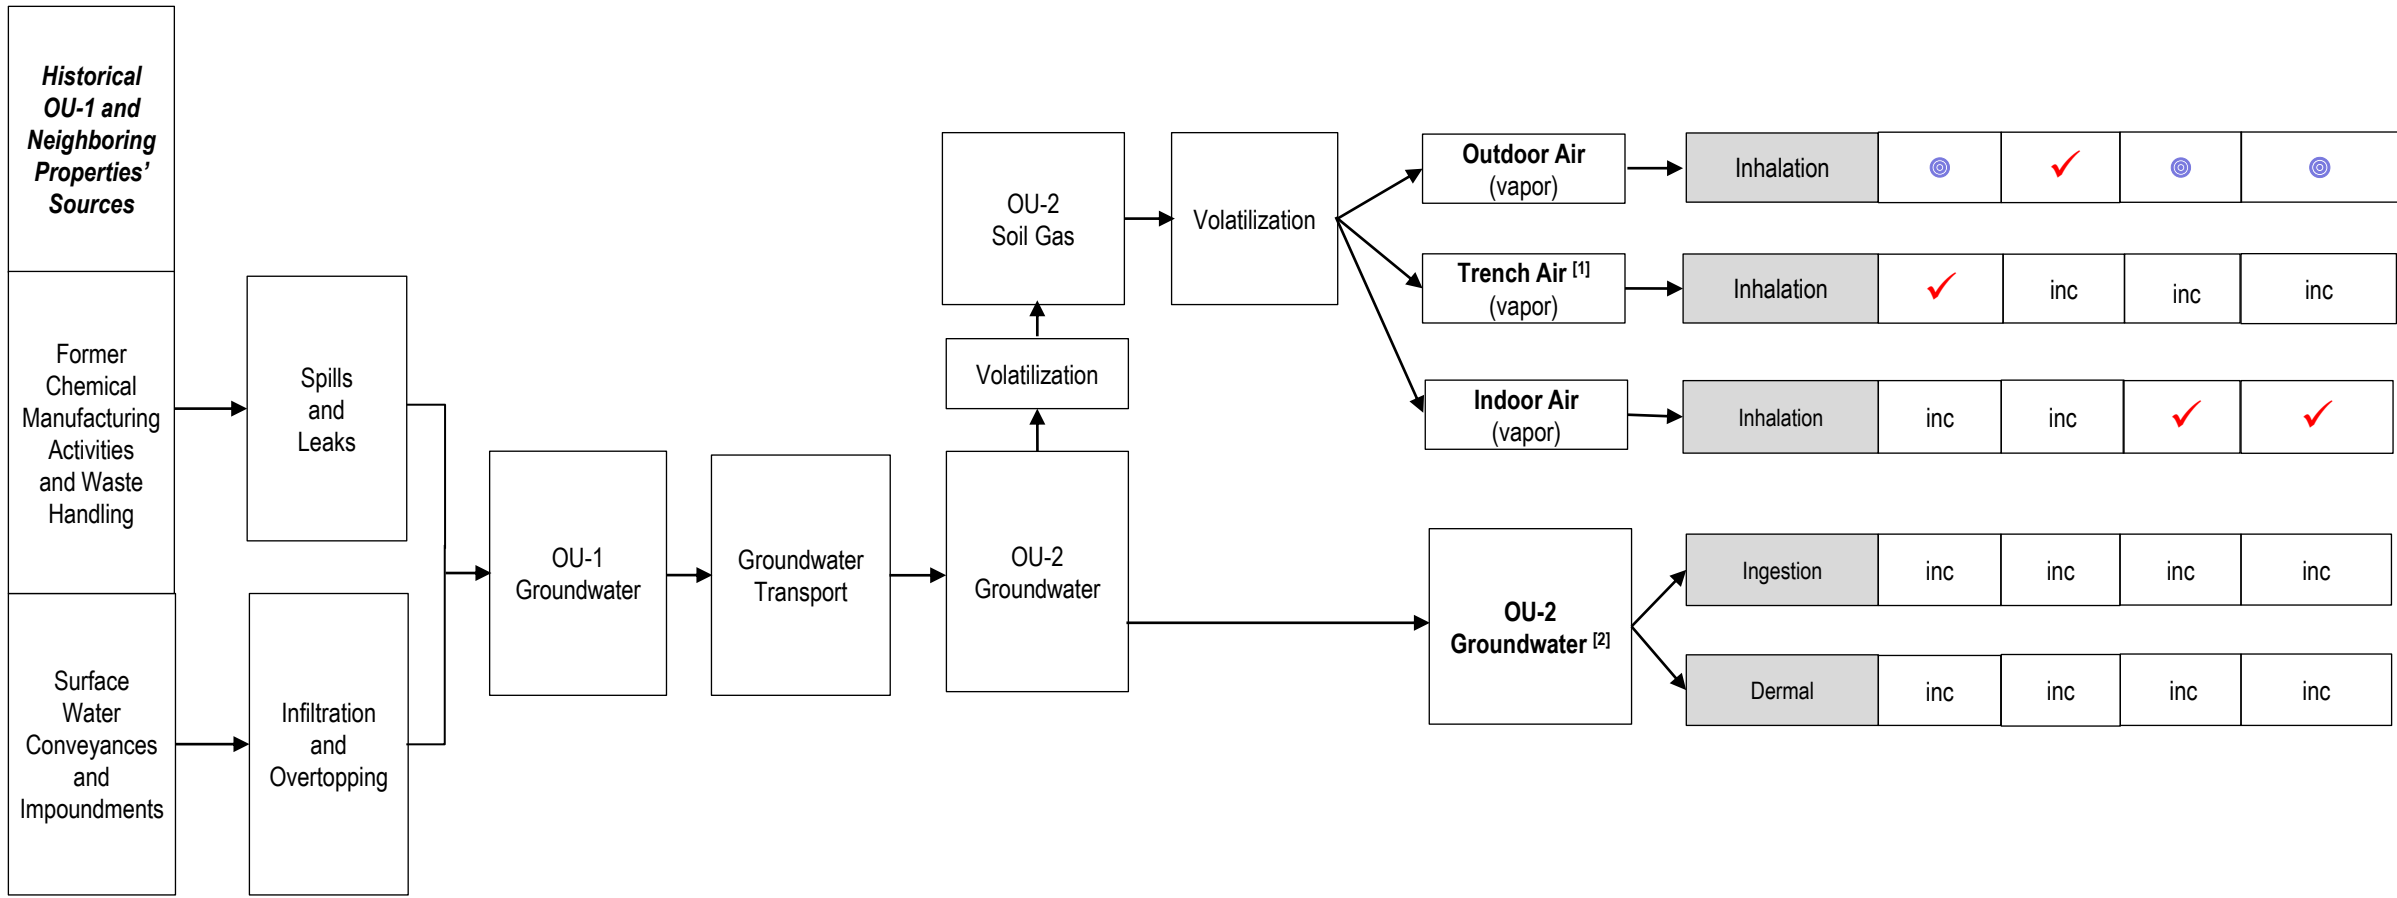 Historical
OU-1 and
Neighboring
Properties’
Sources
Former
Chemical
Manufacturing
Activities
and Waste
Handling
Surface
Water
Conveyances
and
Impoundments
Spills
and
Leaks
Infiltration
and
Overtopping
OU-1
Groundwater
Groundwater
Transport
OU-2
Groundwater
Volatilization
OU-2
Soil Gas
Volatilization
Outdoor Air
(vapor)
Inhalation
Trench Air [1]
(vapor)
Inhalation inc inc inc
Indoor Air
(vapor)
Inhalation inc inc
OU-2
Groundwater [2]
Ingestion inc inc inc inc
Dermal inc inc inc inc